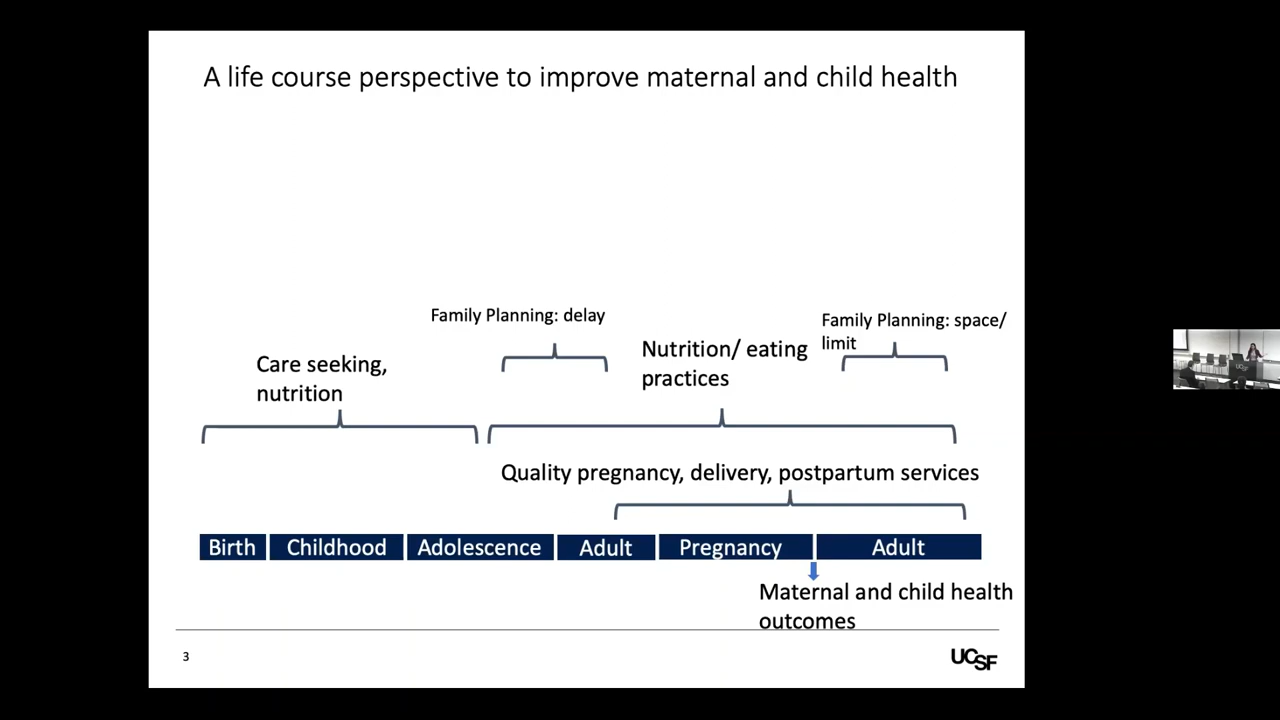 A life course perspective to improve maternal and child health
Family Planning: delay
Family Planning: space/
limit
Nutrition/ eating
practices
Care seeking,
nutrition
Quality pregnancy, delivery, postpartum services
Birth
Childhood
Adolescence
Adult
Pregnancy
Adult
Maternal and child health
outcomes
3
UCSF
UCSF